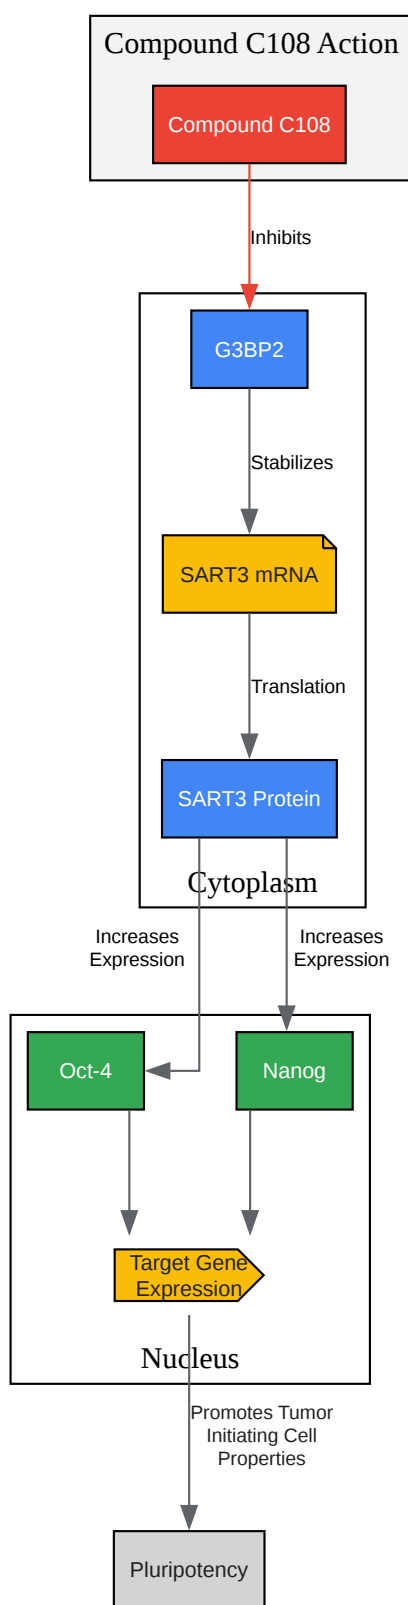 Compound C108 Action
Compound C108
Inhibits
G3BP2
Stabilizes
SART3 mRNA
Translation
SART3 Protein
Cytoplasm
Increases
Expression
Increases
Expression
Oct-4
Nanog
Target Gene
Expression
Nucleus
Promotes Tumor
Initiating Cell
Properties
Pluripotency